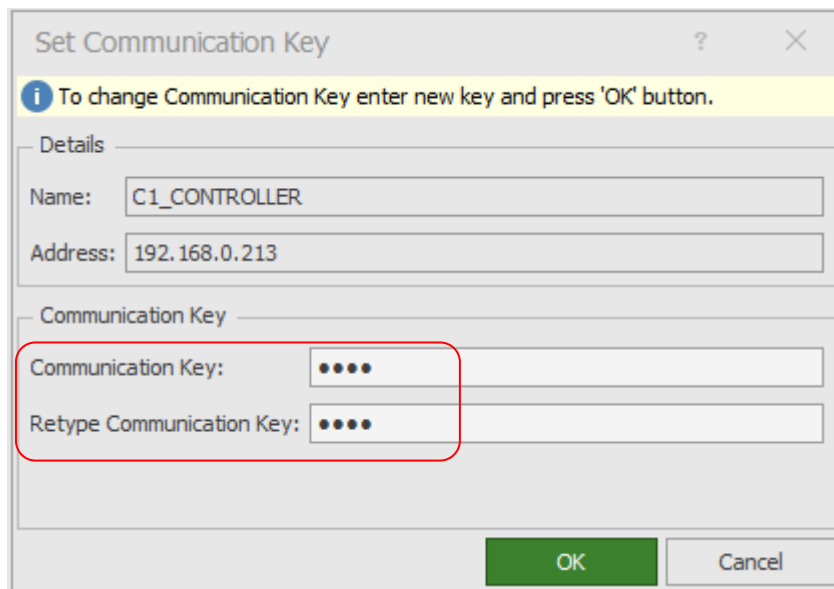 Set Communication Key
? ×
i To change Communication Key enter new key and press 'OK' button.
Details
Name: C1_CONTROLLER
Address: 192.168.0.213
Communication Key
Communication Key: ●●●●
Retype Communication Key: ●●●●
OK Cancel